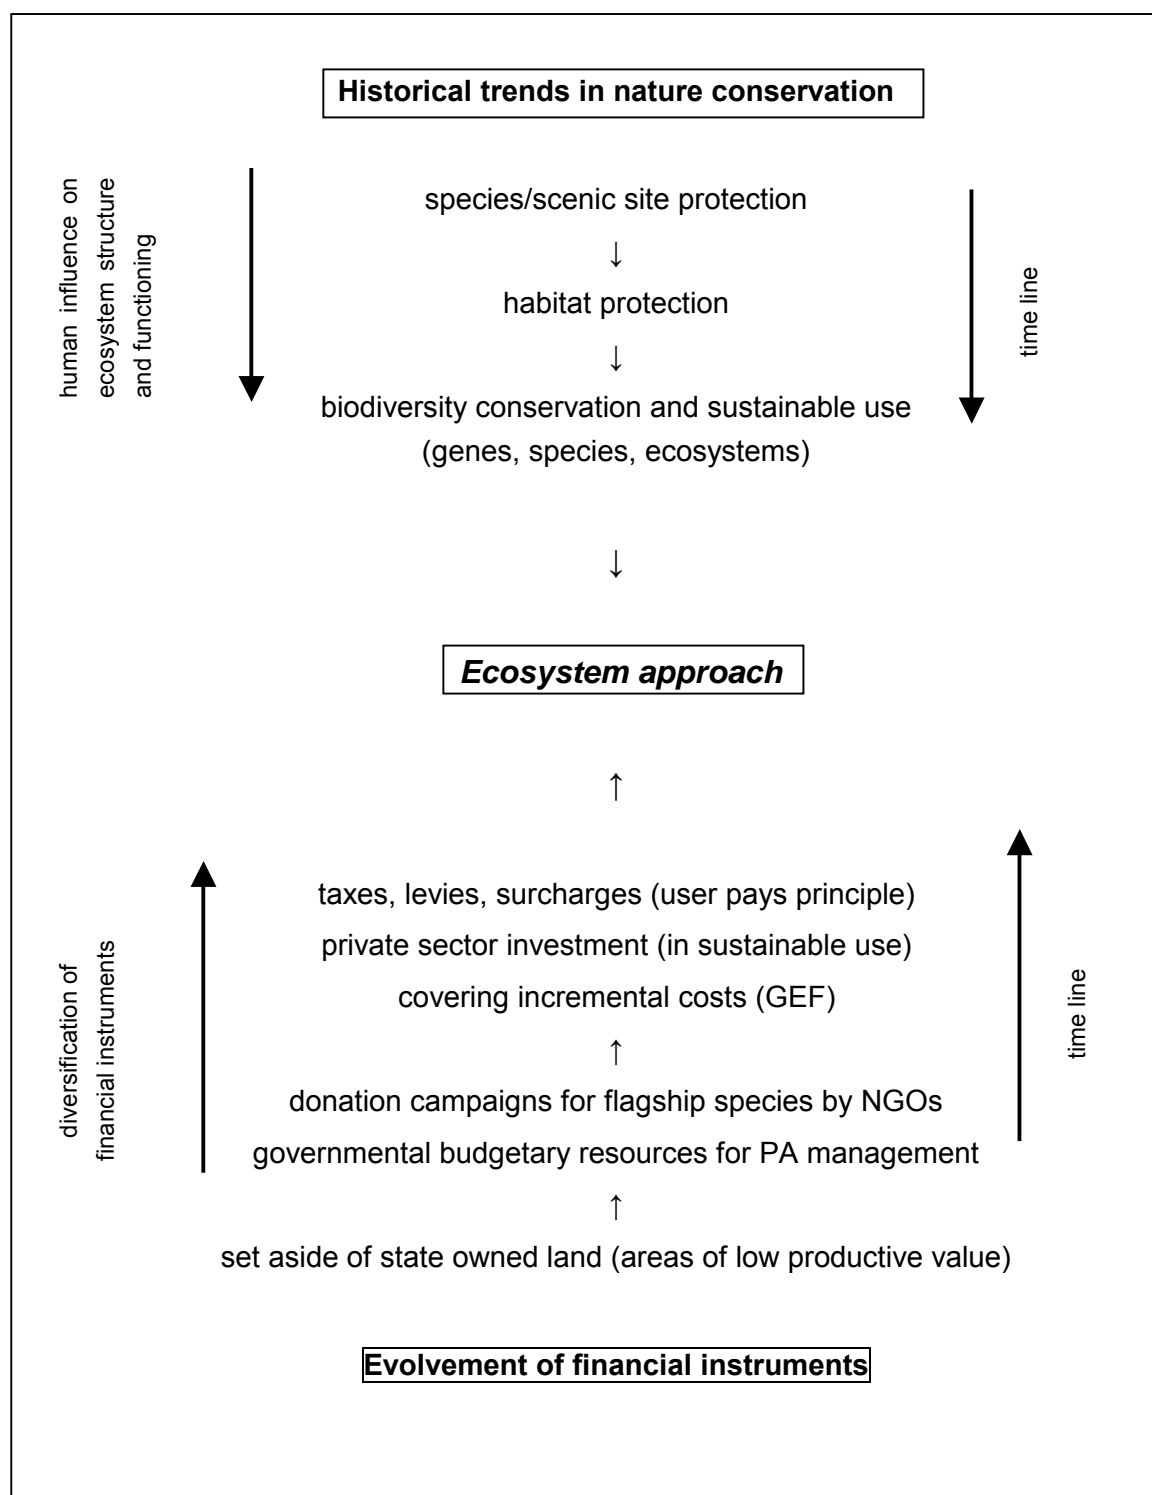 Historical trends in nature conservation
human influence on
ecosystem structure
and functioning
species/scenic site protection
↓
habitat protection
↓
biodiversity conservation and sustainable use
(genes, species, ecosystems)
time line
↓
Ecosystem approach
↑
diversification of
financial instruments
taxes, levies, surcharges (user pays principle)
private sector investment (in sustainable use)
covering incremental costs (GEF)
↑
donation campaigns for flagship species by NGOs
governmental budgetary resources for PA management
↑
set aside of state owned land (areas of low productive value)
time line
Evolvement of financial instruments